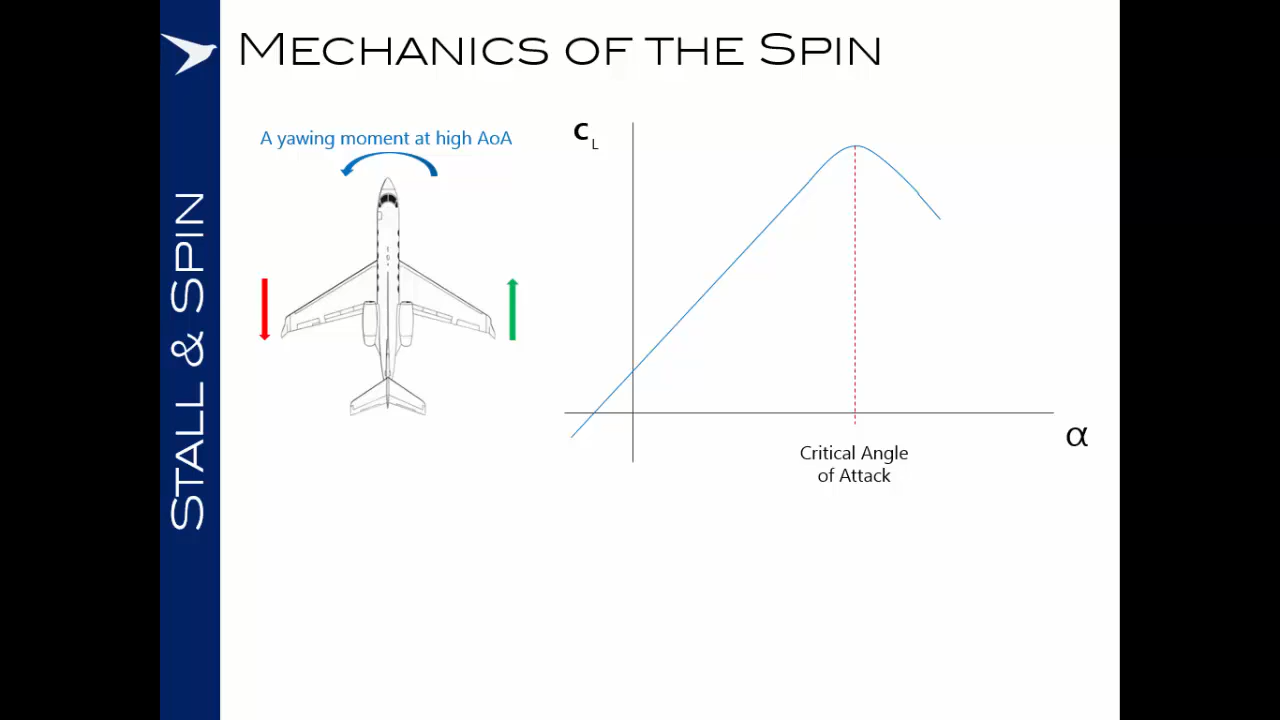 MECHANICS OF THE SPIN
STALL & SPIN
A yawing moment at high AoA
CL
α
Critical Angle
of Attack